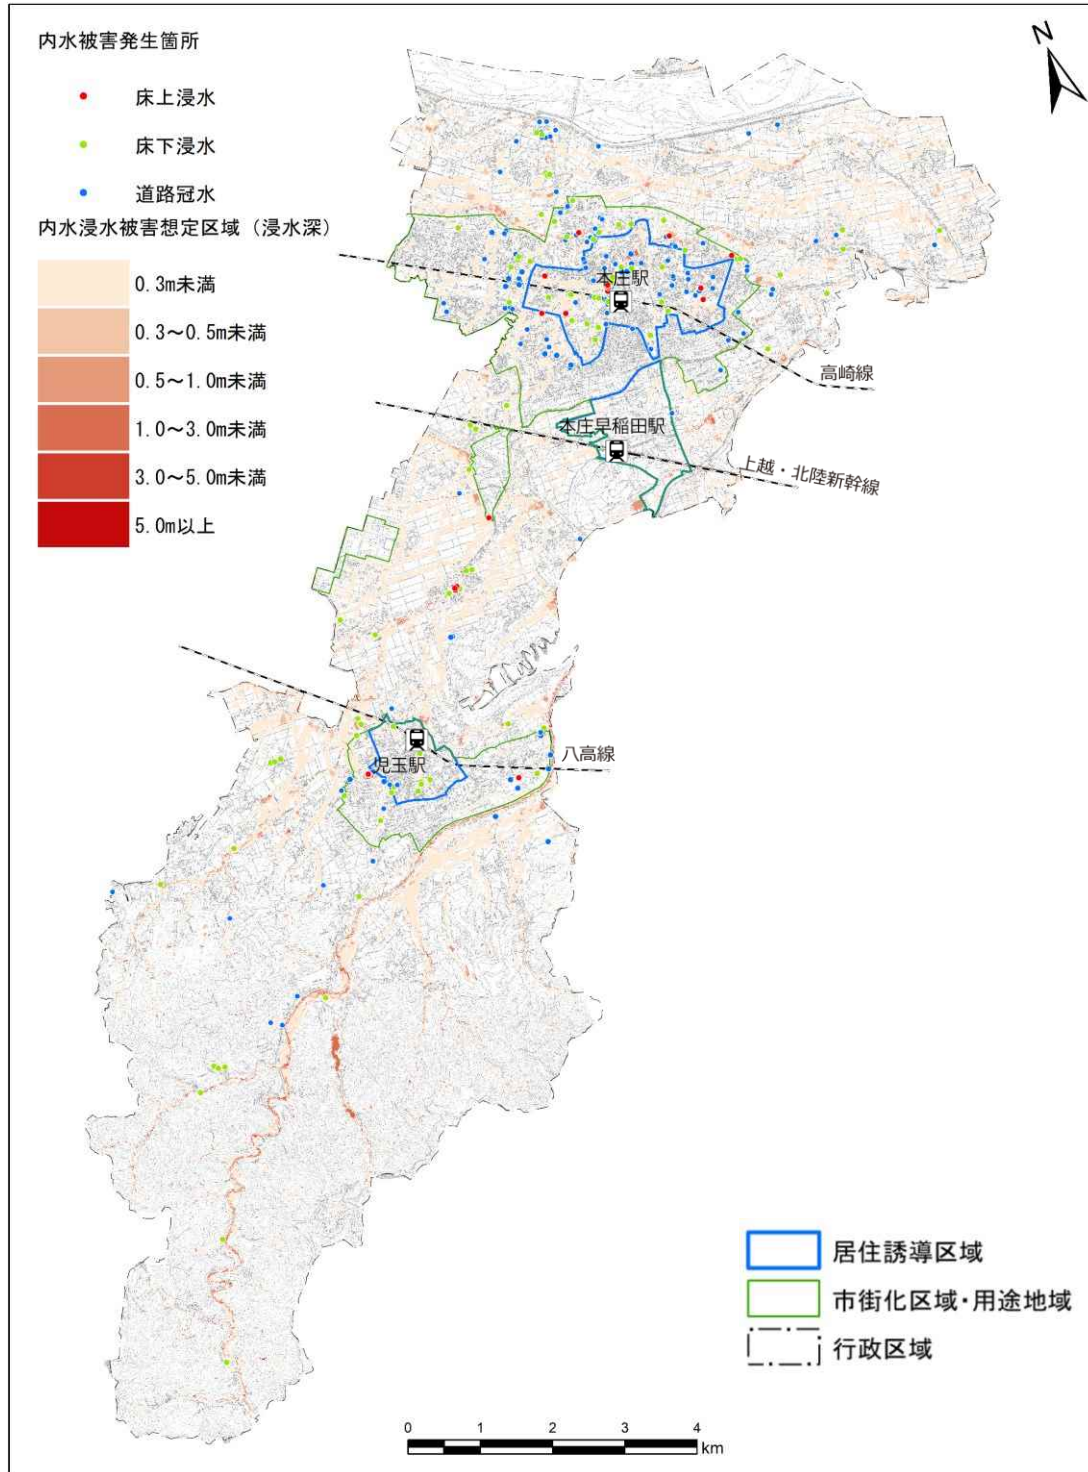 内水被害発生箇所
床上浸水
床下浸水
道路冠水
内水浸水被害想定区域（浸水深）
0.3m未満
0.3～0.5m未満
0.5～1.0m未満
1.0～3.0m未満
3.0～5.0m未満
5.0m以上
N
本庄駅
高崎線
本庄早稲田駅
上越・北陸新幹線
児玉駅
八高線
居住誘導区域
市街化区域・用途地域
行政区域
0 1 2 3 4
km